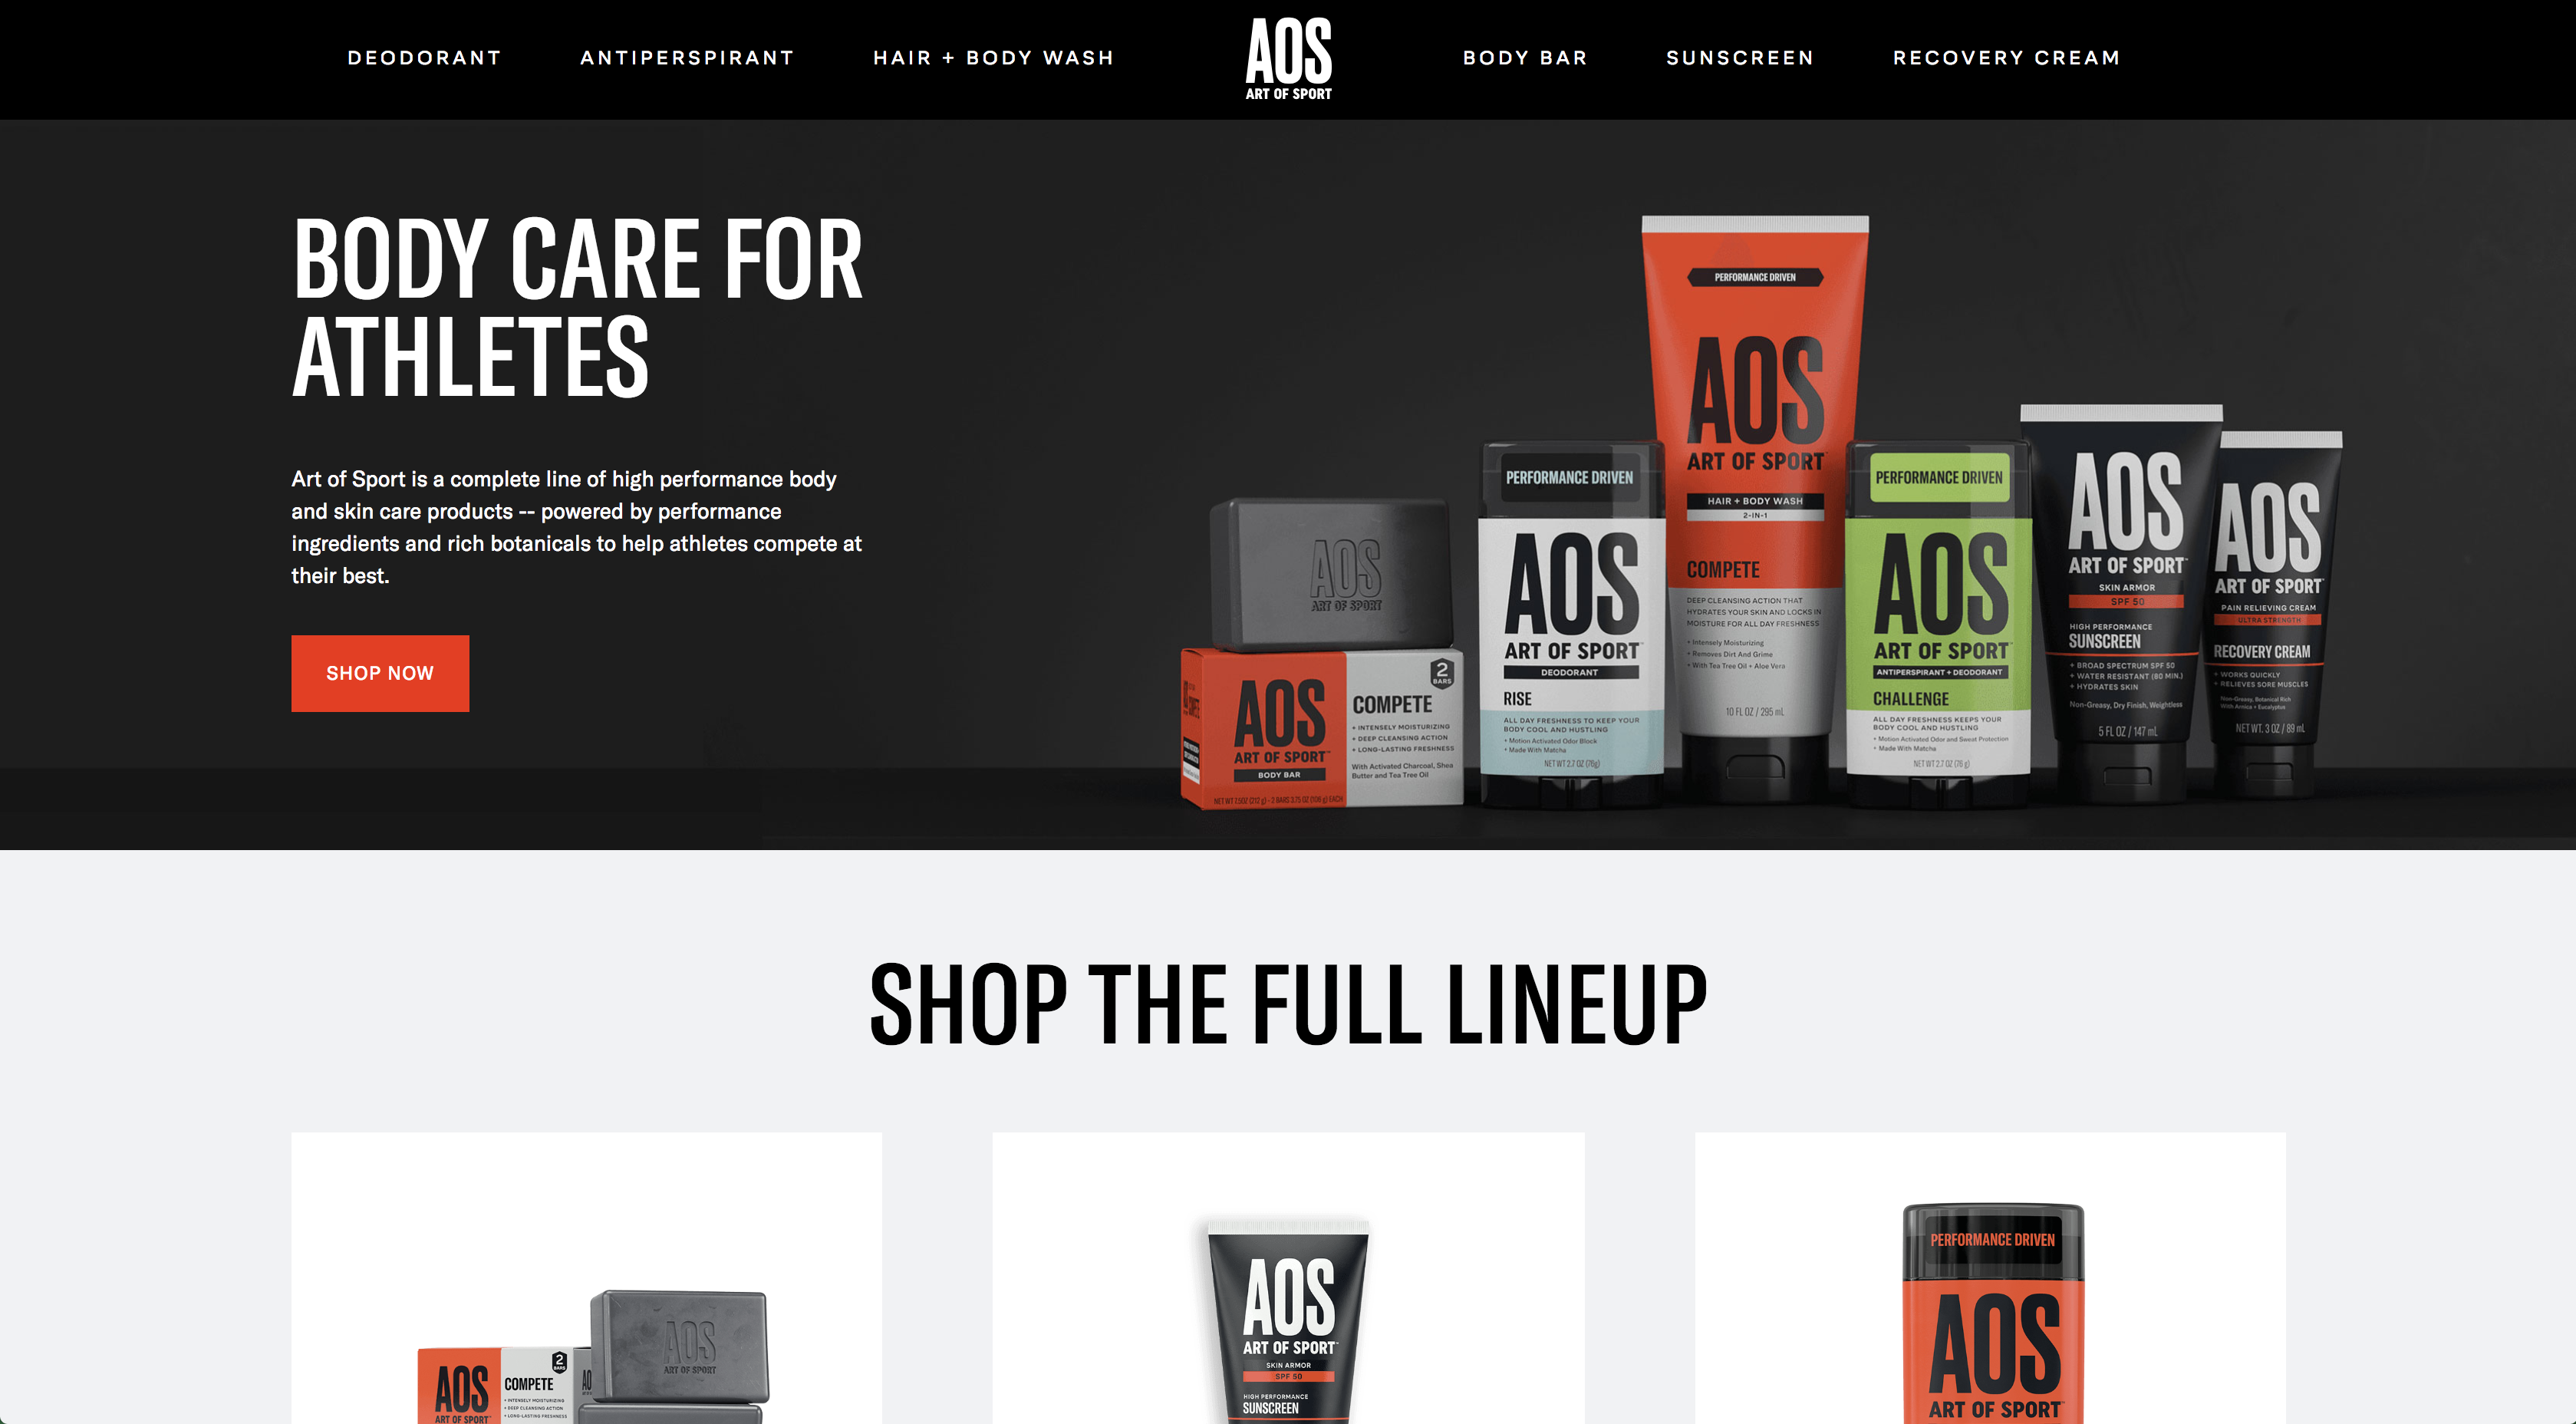 DEODORANT
ANTIPERSPIRANT
HAIR + BODY WASH
AOS
ART OF SPORT
BODY BAR
SUNSCREEN
RECOVERY CREAM
BODY CARE FOR
ATHLETES
Art of Sport is a complete line of high performance body
and skin care products -- powered by performance
ingredients and rich botanicals to help athletes compete at
their best.
SHOP NOW
AOS
ART OF SPORT
AOS
ART OF SPORT™
BODY BAR
NET WT 7.5OZ (212 g) - 2 BARS 3.75 OZ (106 g) EACH
2
BARS
COMPETE
+ INTENSELY MOISTURIZING
+ DEEP CLEANSING ACTION
+ LONG-LASTING FRESHNESS
With Activated Charcoal, Shea
Butter and Tea Tree Oil
PERFORMANCE DRIVEN
AOS
ART OF SPORT™
DEODORANT
RISE
ALL DAY FRESHNESS TO KEEP YOUR
BODY COOL AND HUSTLING
+ Motion Activated Odor Block
+ Made With Matcha
NET WT 2.7 OZ (76g)
PERFORMANCE DRIVEN
AOS
ART OF SPORT™
HAIR + BODY WASH
2-IN-1
COMPETE
DEEP CLEANSING ACTION THAT
HYDRATES YOUR SKIN AND LOCKS IN
MOISTURE FOR ALL DAY FRESHNESS
+ Intensely Moisturizing
+ Removes Dirt And Grime
+ With Tea Tree Oil + Aloe Vera
10 FL OZ / 295 mL
PERFORMANCE DRIVEN
AOS
ART OF SPORT™
ANTIPERSPIRANT + DEODORANT
CHALLENGE
ALL DAY FRESHNESS KEEPS YOUR
BODY COOL AND HUSTLING
+ Motion Activated Odor and Sweat Protection
+ Made With Matcha
NET WT 2.7 OZ (76 g)
AOS
ART OF SPORT™
SKIN ARMOR
SPF 50
HIGH PERFORMANCE
SUNSCREEN
+ BROAD SPECTRUM SPF 50
+ WATER RESISTANT (80 MIN.)
+ HYDRATES SKIN
Non-Greasy, Dry Finish, Weightless
5 FL OZ / 147 mL
AOS
ART OF SPORT™
PAIN RELIEVING CREAM
ULTRA STRENGTH
RECOVERY CREAM
+ WORKS QUICKLY
+ RELIEVES SORE MUSCLES
Non-Greasy, Botanical Rich
With Arnica + Eucalyptus
NET WT. 3 OZ / 89 mL
SHOP THE FULL LINEUP
AOS
ART OF SPORT
AOS
ART OF SPORT™
2
BARS
COMPETE
+ INTENSELY MOISTURIZING
+ DEEP CLEANSING ACTION
+ LONG-LASTING FRESHNESS
AOS
ART OF SPORT™
SKIN ARMOR
SPF 50
HIGH PERFORMANCE
SUNSCREEN
PERFORMANCE DRIVEN
AOS
ART OF SPORT™